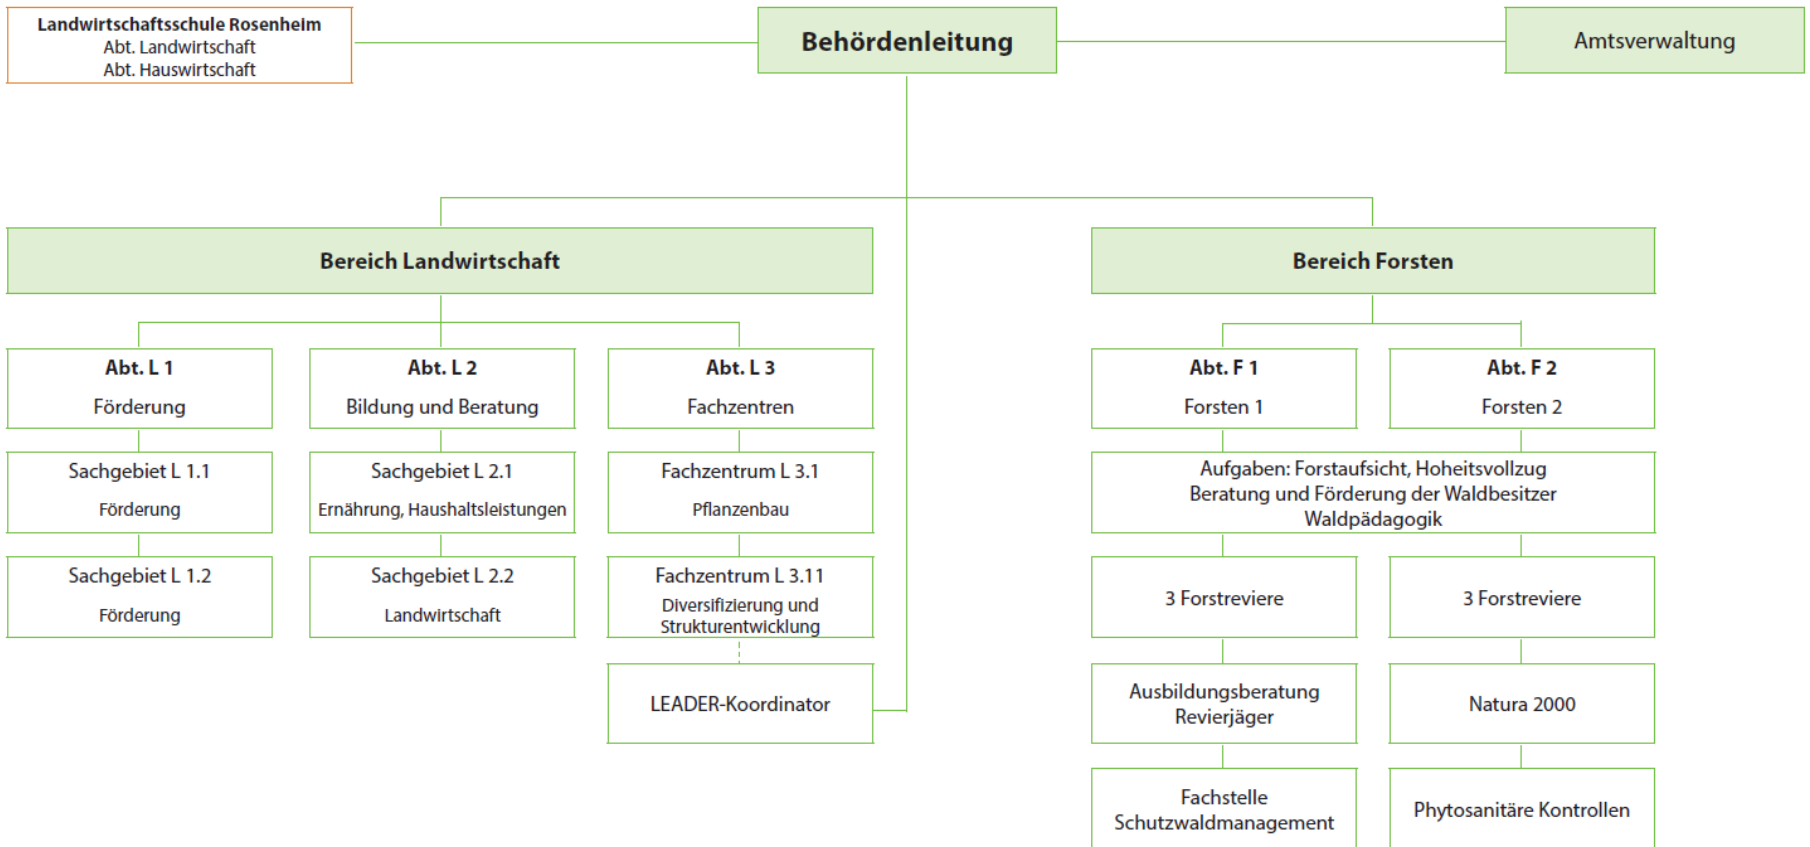 Landwirtschaftsschule Rosenheim
Abt. Landwirtschaft
Abt. Hauswirtschaft
Behördenleitung
Amtsverwaltung
Bereich Landwirtschaft
Bereich Forsten
Abt. L 1
Förderung
Abt. L 2
Bildung und Beratung
Abt. L 3
Fachzentren
Abt. F 1
Forsten 1
Abt. F 2
Forsten 2
Sachgebiet L 1.1
Förderung
Sachgebiet L 2.1
Ernährung, Haushaltsleistungen
Fachzentrum L 3.1
Pflanzenbau
Aufgaben: Forstaufsicht, Hoheitsvollzug
Beratung und Förderung der Waldbesitzer
Waldpädagogik
Sachgebiet L 1.2
Förderung
Sachgebiet L 2.2
Landwirtschaft
Fachzentrum L 3.11
Diversifizierung und
Strukturentwicklung
3 Forstreviere
3 Forstreviere
LEADER-Koordinator
Ausbildungsberatung
Revierjäger
Natura 2000
Fachstelle
Schutzwaldmanagement
Phytosanitäre Kontrollen